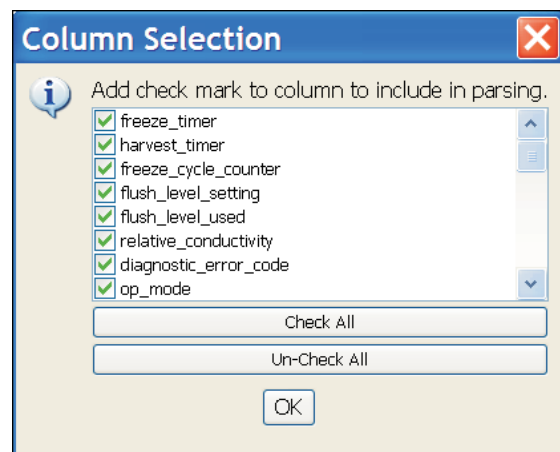 Column Selection
Add check mark to column to include in parsing.
freeze_timer
harvest_timer
freeze_cycle_counter
flush_level_setting
flush_level_used
relative_conductivity
diagnostic_error_code
op_mode
Check All
Un-Check All
OK